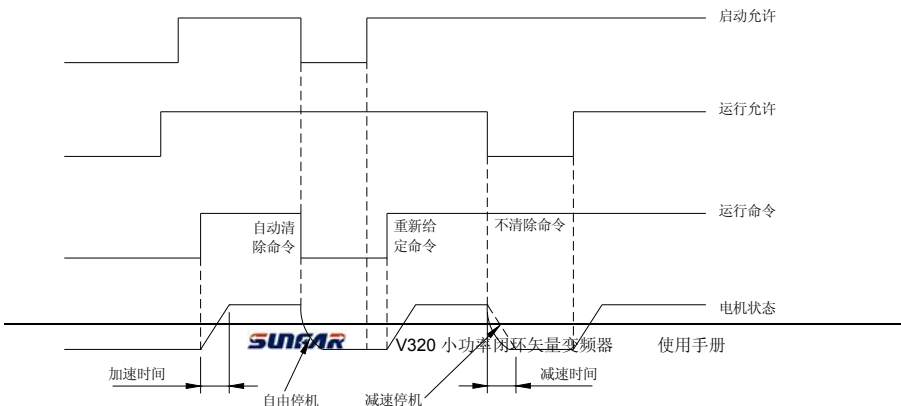 启动允许
运行允许
运行命令
自动清
除命令
重新给
定命令
不清除命令
电机状态
SUNFAR V320 小功率闭环矢量变频器 使用手册
加速时间
减速时间
自由停机
减速停机